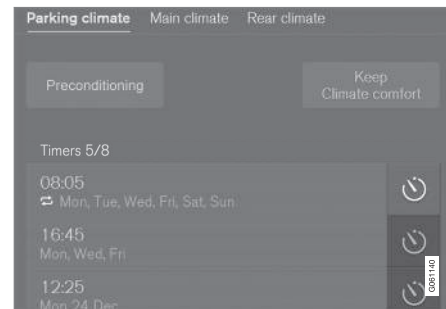 Parking climate Main climate Rear climate
Preconditioning
Keep
Climate comfort
Timers 5/8
08:05
Mon, Tue, Wed, Fri, Sat, Sun
16:45
Mon, Wed, Fri
12:25
Mon 24 Dec
G061140